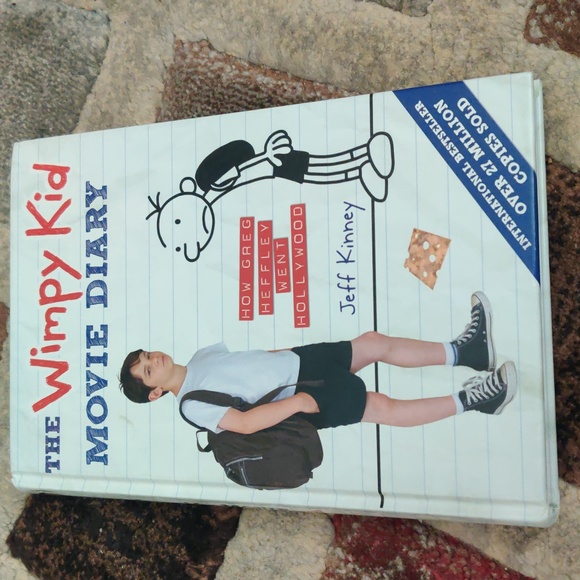 THE Wimpy Kid
MOVIE DIARY
HOW GREG
HEFFLEY
WENT
HOLLYWOOD
Jeff Kinney
INTERNATIONAL BESTSELLER
OVER 27 MILLION
COPIES SOLD